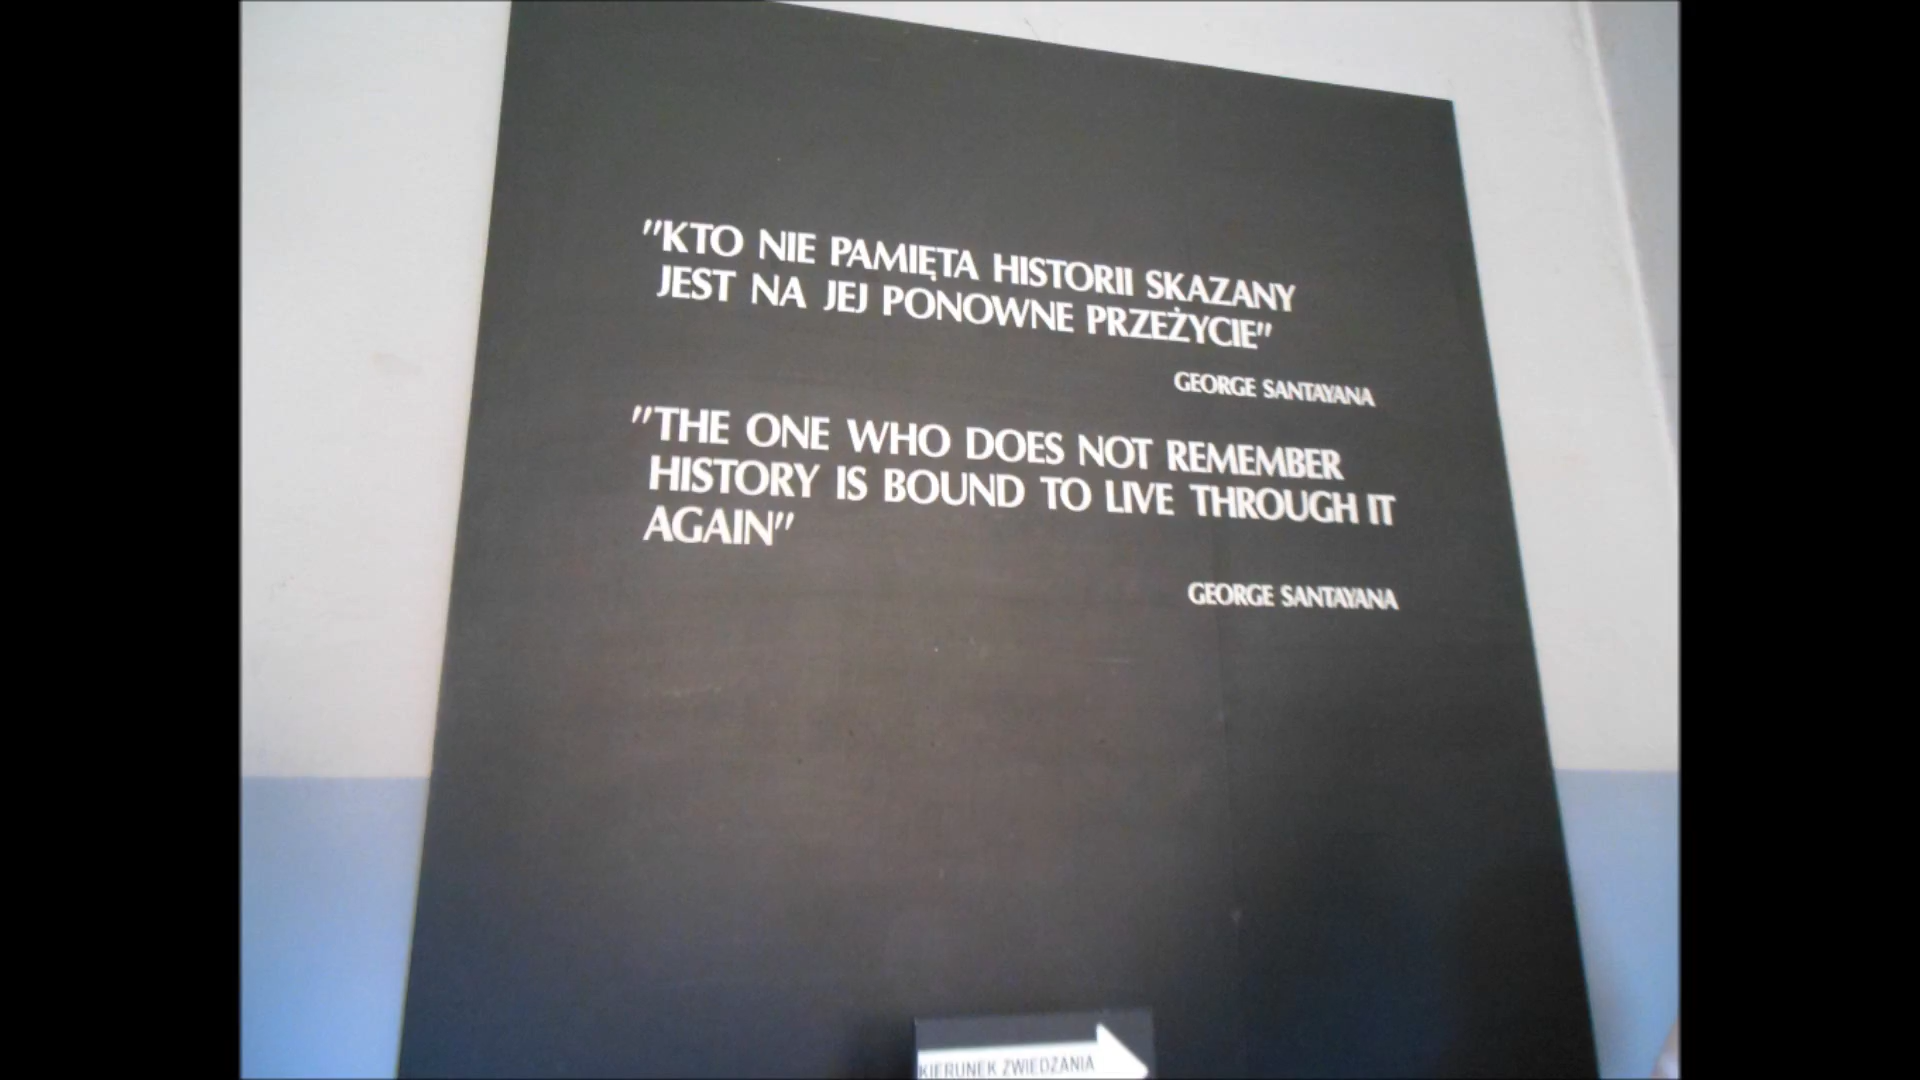 "KTO NIE PAMIĘTA HISTORII SKAZANY
JEST NA JEJ PONOWNE PRZEŻYCIE"
GEORGE SANTAYANA
"THE ONE WHO DOES NOT REMEMBER
HISTORY IS BOUND TO LIVE THROUGH IT
AGAIN"
GEORGE SANTAYANA
KIERUNEK ZWIEDZANIA